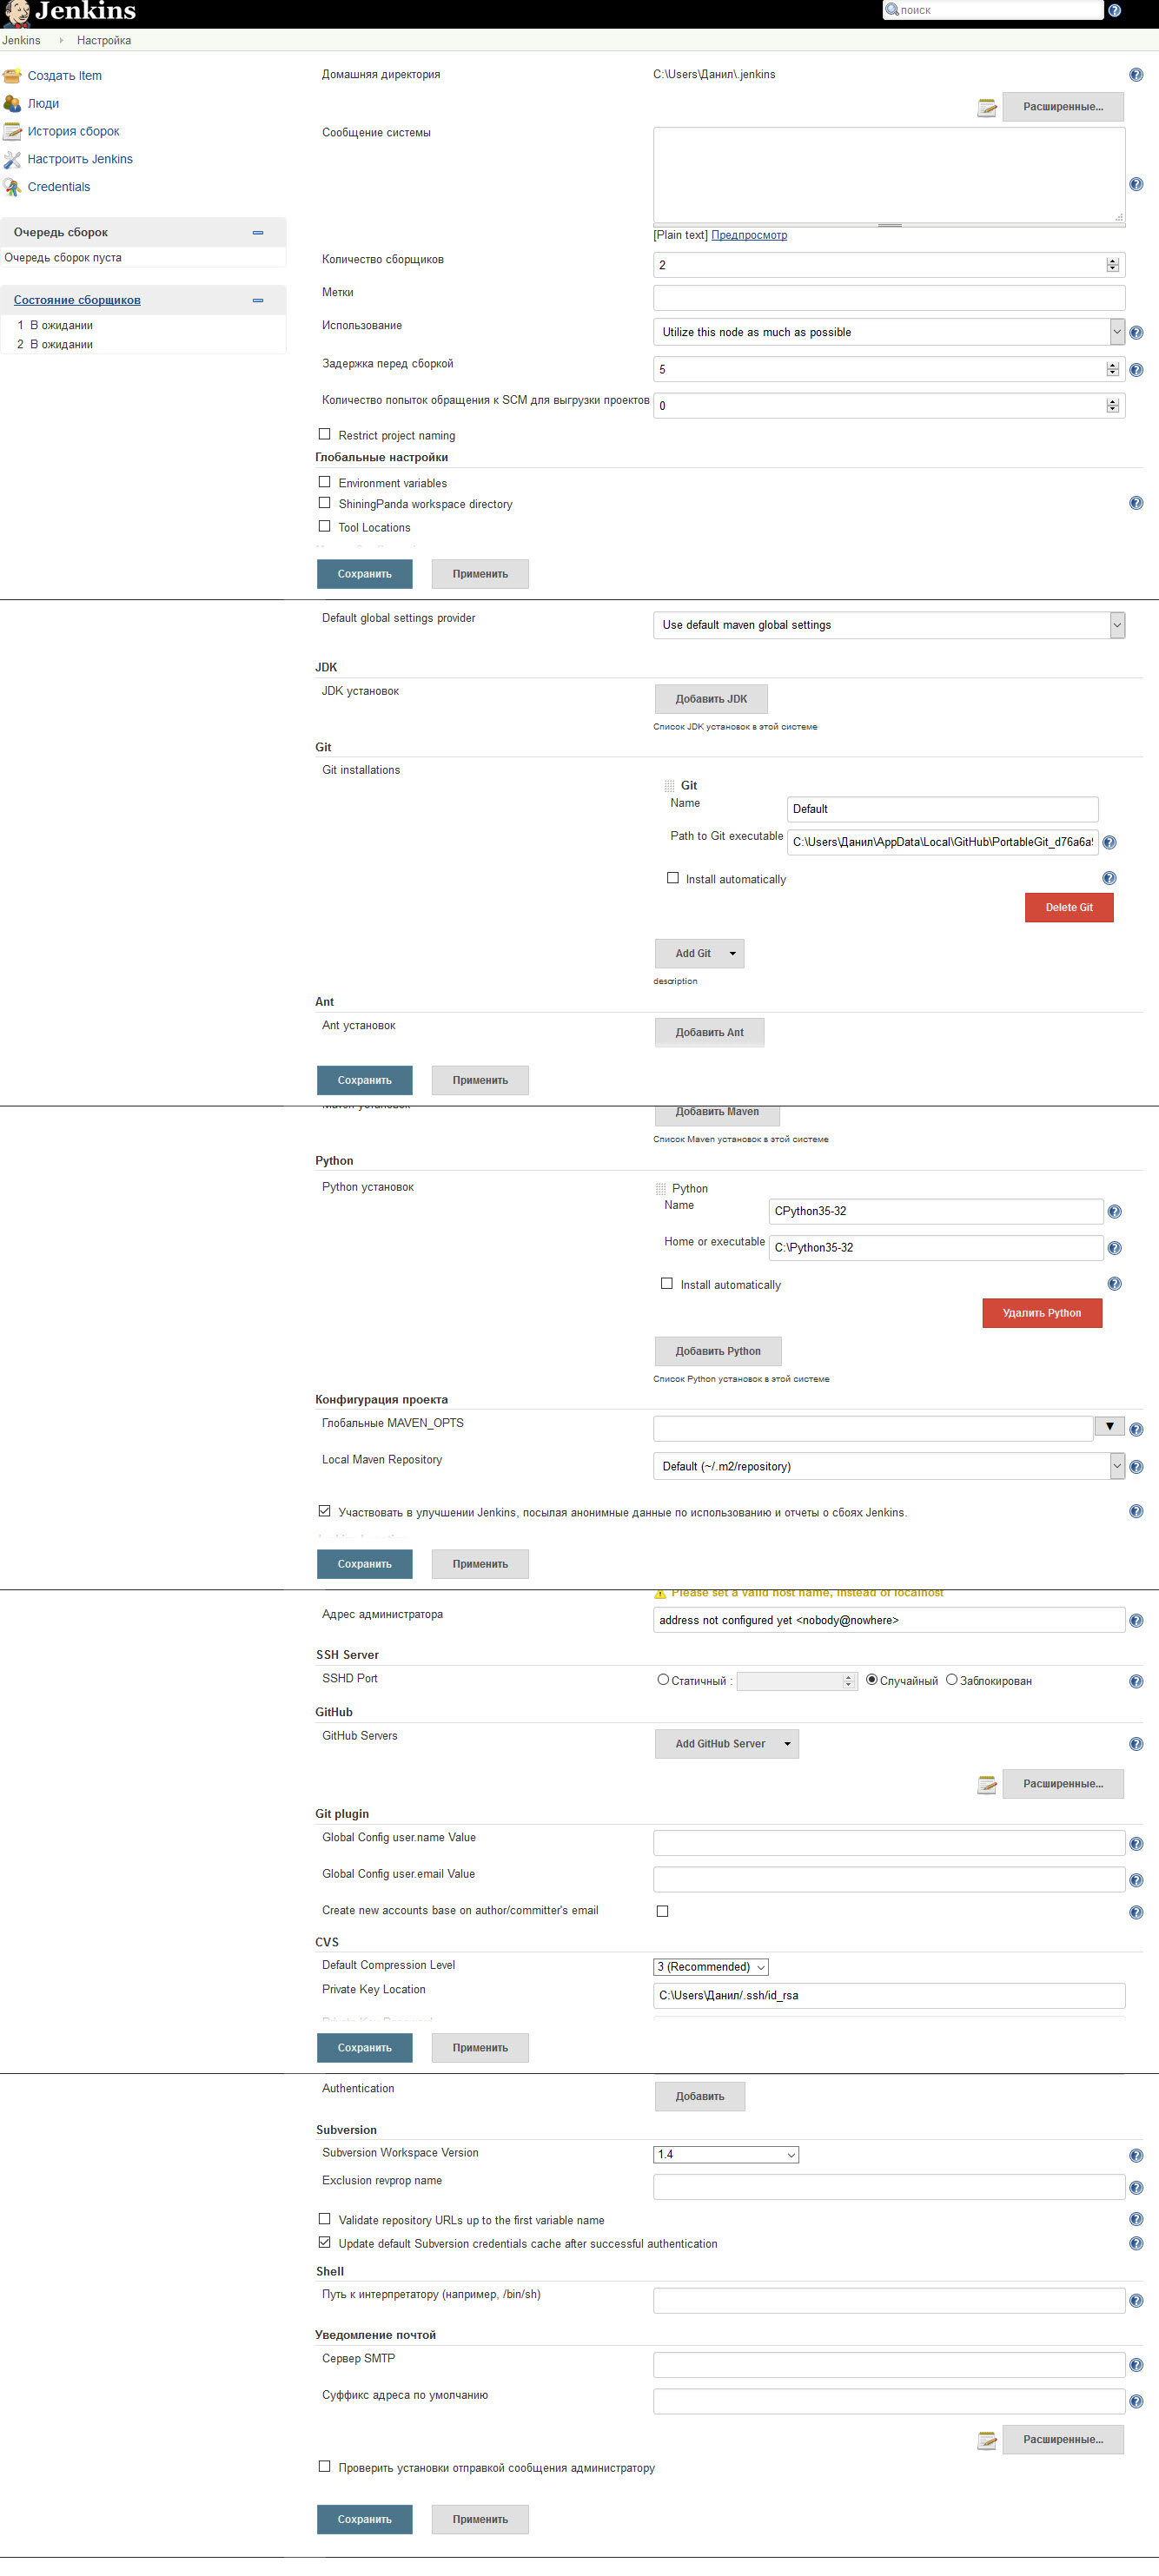 Jenkins
поиск
Jenkins
Настройка
Создать Item
Люди
История сборок
Настроить Jenkins
Credentials
Очередь сборок
Очередь сборок пуста
Состояние сборщиков
1 В ожидании
2 В ожидании
Домашняя директория
C:\Users\Данил\.jenkins
Расширенные...
Сообщение системы
[Plain text] Предпросмотр
Количество сборщиков
2
Метки
Использование
Utilize this node as much as possible
Задержка перед сборкой
5
Количество попыток обращения к SCM для выгрузки проектов
0
Restrict project naming
Глобальные настройки
Environment variables
ShiningPanda workspace directory
Tool Locations
Сохранить
Применить
Default global settings provider
Use default maven global settings
JDK
JDK установок
Добавить JDK
Список JDK установок в этой системе
Git
Git installations
Git
Name
Default
Path to Git executable
C:\Users\Данил\AppData\Local\GitHub\PortableGit_d76a6a
Install automatically
Delete Git
Add Git
description
Ant
Ant установок
Добавить Ant
Сохранить
Применить
Maven установок
Добавить Maven
Список Maven установок в этой системе
Python
Python установок
Python
Name
CPython35-32
Home or executable
C:\Python35-32
Install automatically
Удалить Python
Добавить Python
Список Python установок в этой системе
Конфигурация проекта
Глобальные MAVEN_OPTS
Local Maven Repository
Default (~/.m2/repository)
Участвовать в улучшении Jenkins, посылая анонимные данные по использованию и отчеты о сбоях Jenkins.
Сохранить
Применить
Please set a valid host name, instead of localhost
Адрес администратора
address not configured yet <nobody@nowhere>
SSH Server
SSHD Port
Статичный :
Случайный
Заблокирован
GitHub
GitHub Servers
Add GitHub Server
Расширенные...
Git plugin
Global Config user.name Value
Global Config user.email Value
Create new accounts base on author/committer's email
CVS
Default Compression Level
3 (Recommended)
Private Key Location
C:\Users\Данил/.ssh/id_rsa
Сохранить
Применить
Authentication
Добавить
Subversion
Subversion Workspace Version
1.4
Exclusion revprop name
Validate repository URLs up to the first variable name
Update default Subversion credentials cache after successful authentication
Shell
Путь к интерпретатору (например, /bin/sh)
Уведомление почтой
Сервер SMTP
Суффикс адреса по умолчанию
Расширенные...
Проверить установки отправкой сообщения администратору
Сохранить
Применить